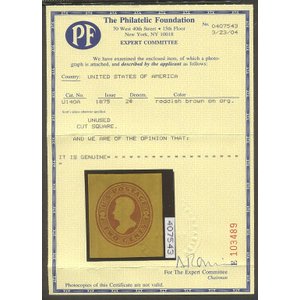 The Philatelic Foundation
70 West 40th Street • 15th Floor
New York, NY 10018
EXPERT COMMITTEE
No. 0407543
3/23/04
PF
We have examined the enclosed item, of which a photograph is attached, and described by the applicant as follows:
Country: UNITED STATES OF AMERICA
Cat. No. Issue Denom. Color
U140A 1875 2¢ reddish brown on org.
UNUSED
CUT SQUARE,
AND WE ARE OF THE OPINION THAT:
IT IS GENUINE
U.S. POSTAGE
TWO CENTS
407543
103489
For The Expert Committee
Chairman
Photocopies of this Certificate are not valid.